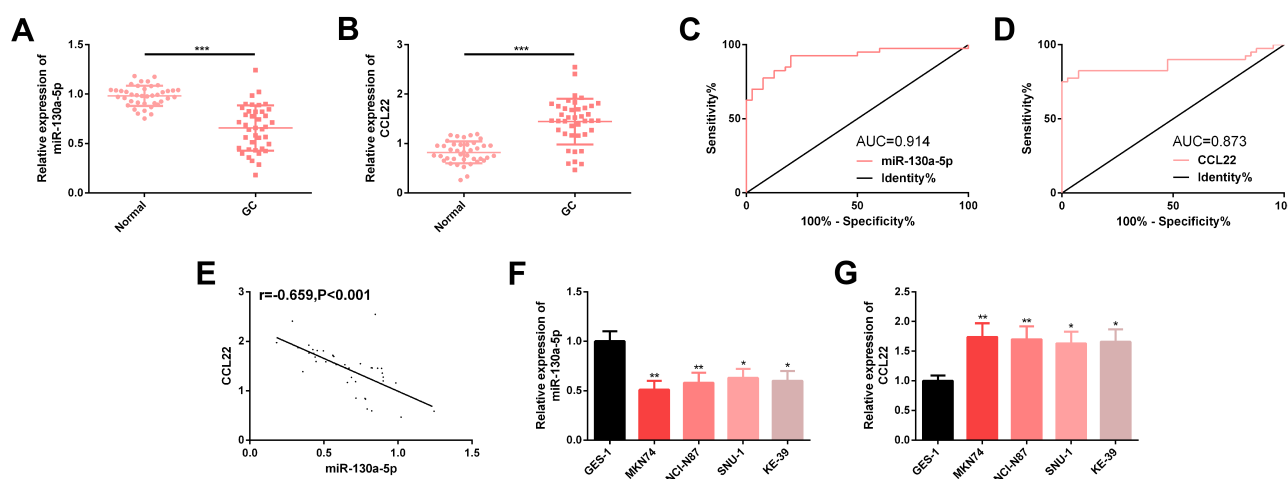 A
Relative expression of
miR-130a-5p
1.5
1.0
0.5
0.0
***
Normal
GC
B
Relative expression of
CCL22
3
2
1
0
***
Normal
GC
C
Sensitivity%
100
50
0
0
50
100
AUC=0.914
miR-130a-5p
Identity%
100% - Specificity%
D
Sensitivity%
100
50
0
0
50
AUC=0.873
CCL22
Identity%
100% - Specificity%
E
r=-0.659,P<0.001
CCL22
3
2
1
0
0.0
0.5
1.0
1.5
miR-130a-5p
F
Relative expression of
miR-130a-5p
1.5
1.0
0.5
0.0
**
**
*
*
GES-1
MKN74
NCI-N87
SNU-1
KE-39
G
Relative expression of
CCL22
2.5
2.0
1.5
1.0
0.5
0.0
**
**
*
*
GES-1
MKN74
NCI-N87
SNU-1
KE-39